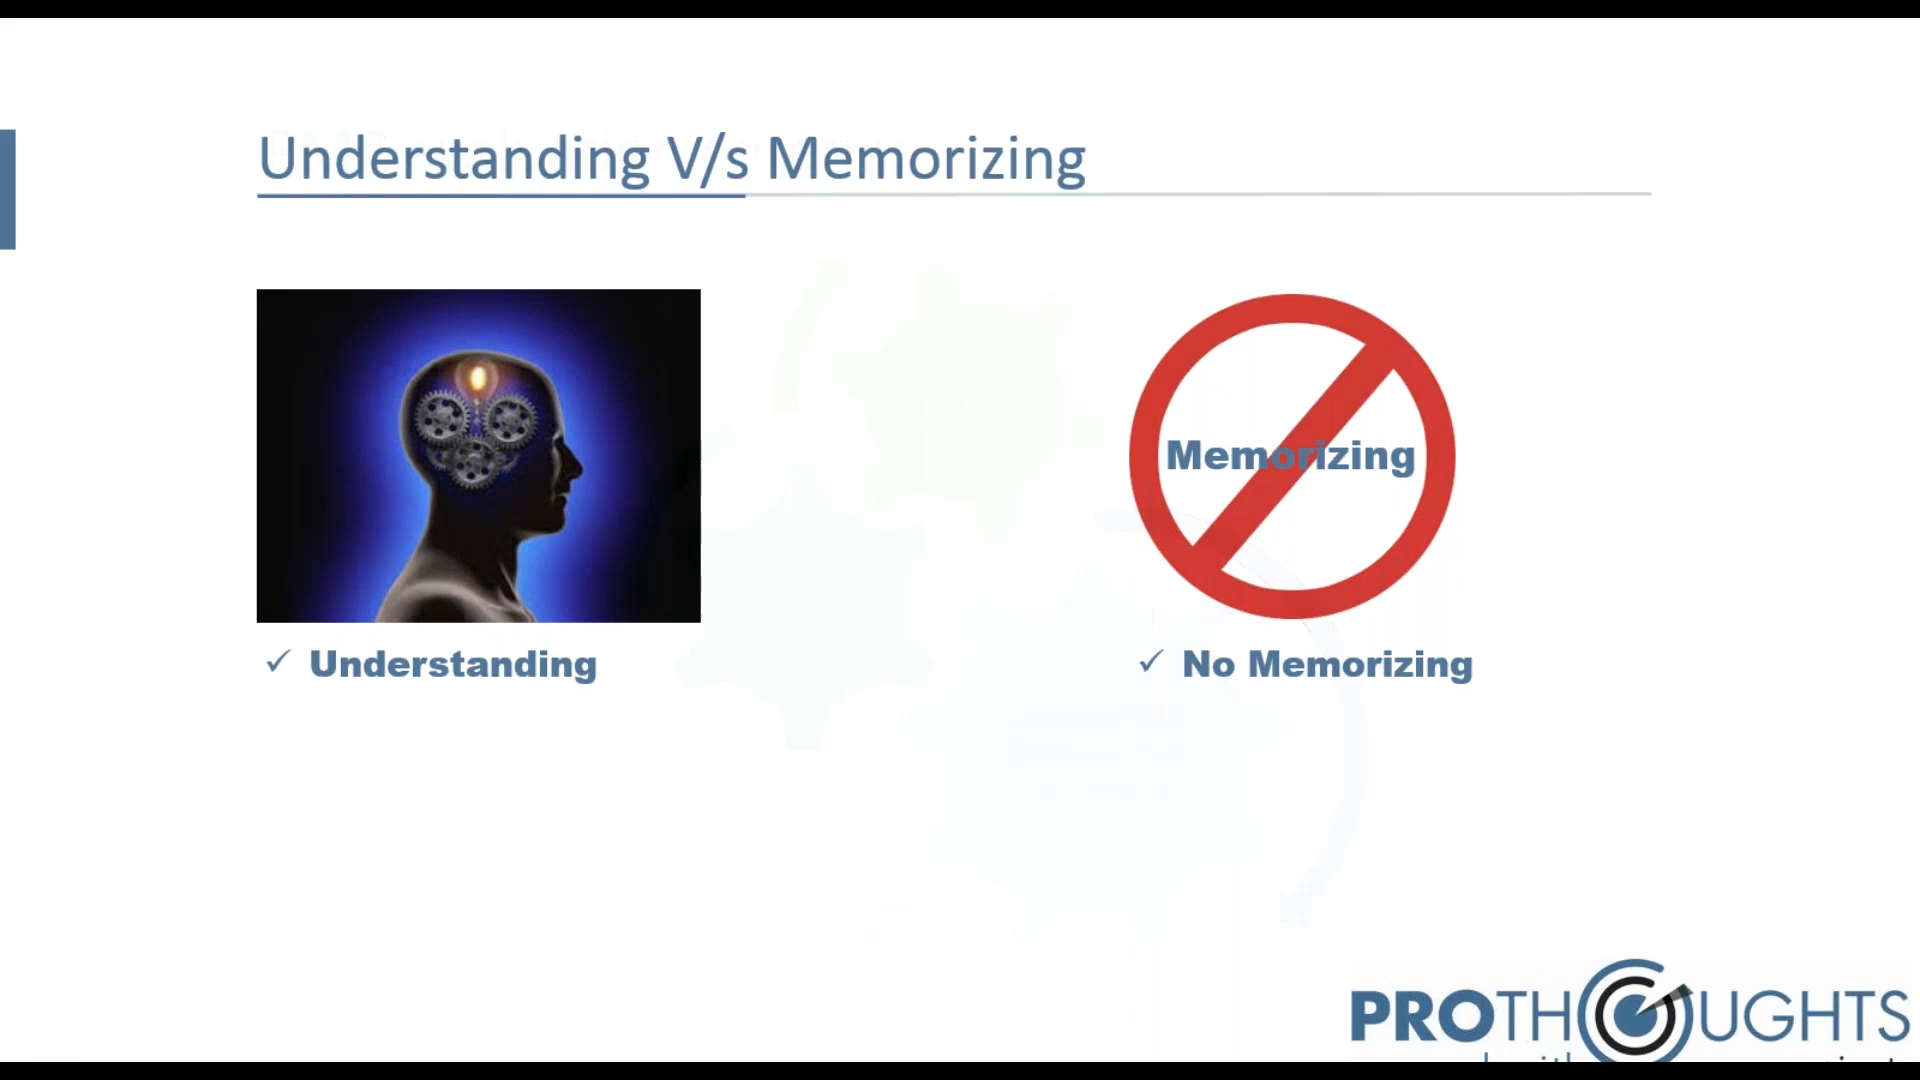 Understanding V/s Memorizing
Memorizing
✓ Understanding
✓ No Memorizing
PROTHOUGHTS